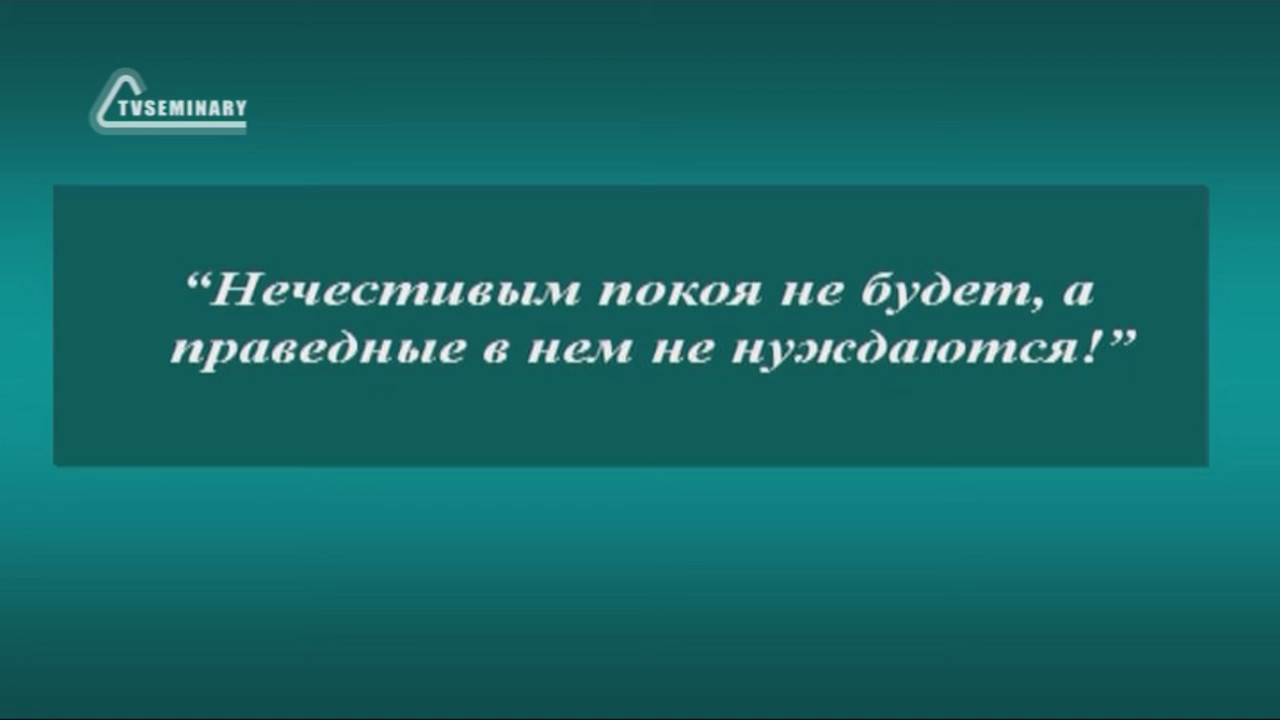 TVSEMINARY
“Нечестивым покоя не будет, а
праведные в нем не нуждаются!”